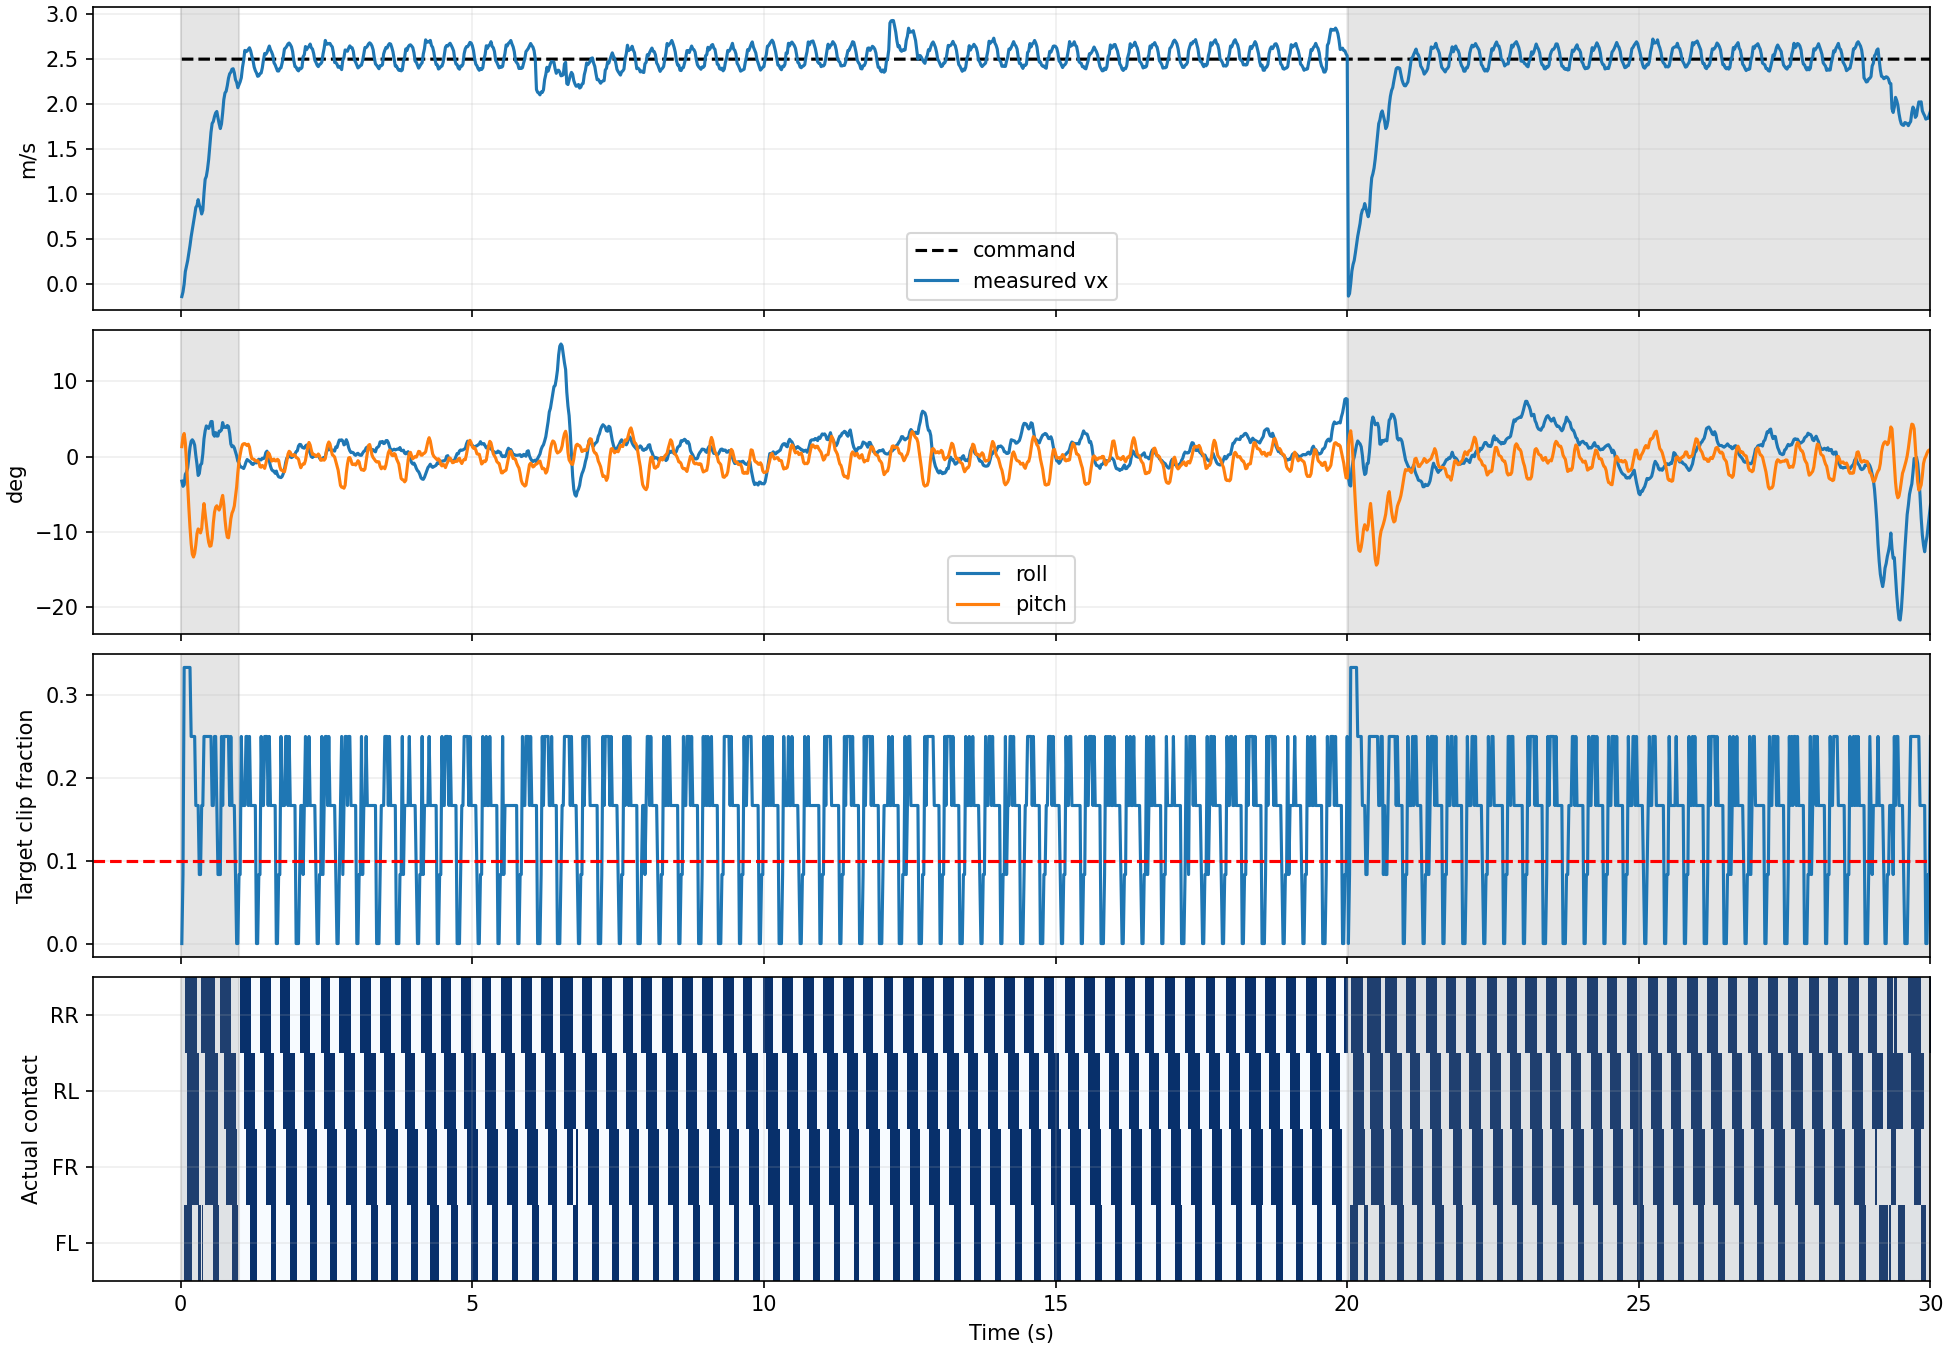 3.0
2.5
2.0
1.5
1.0
0.5
0.0
m/s
command
measured vx
10
0
−10
−20
deg
roll
pitch
0.3
0.2
0.1
0.0
Target clip fraction
RR
RL
FR
FL
Actual contact
0 5 10 15 20 25 30
Time (s)